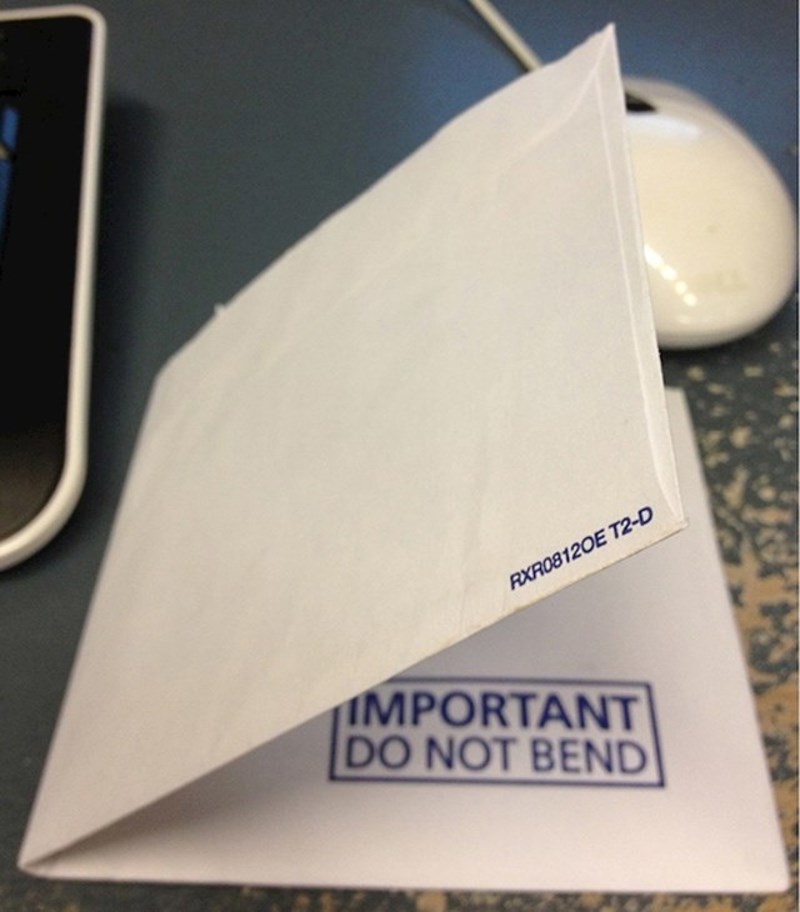 RXR0812OE T2-D
IMPORTANT
DO NOT BEND